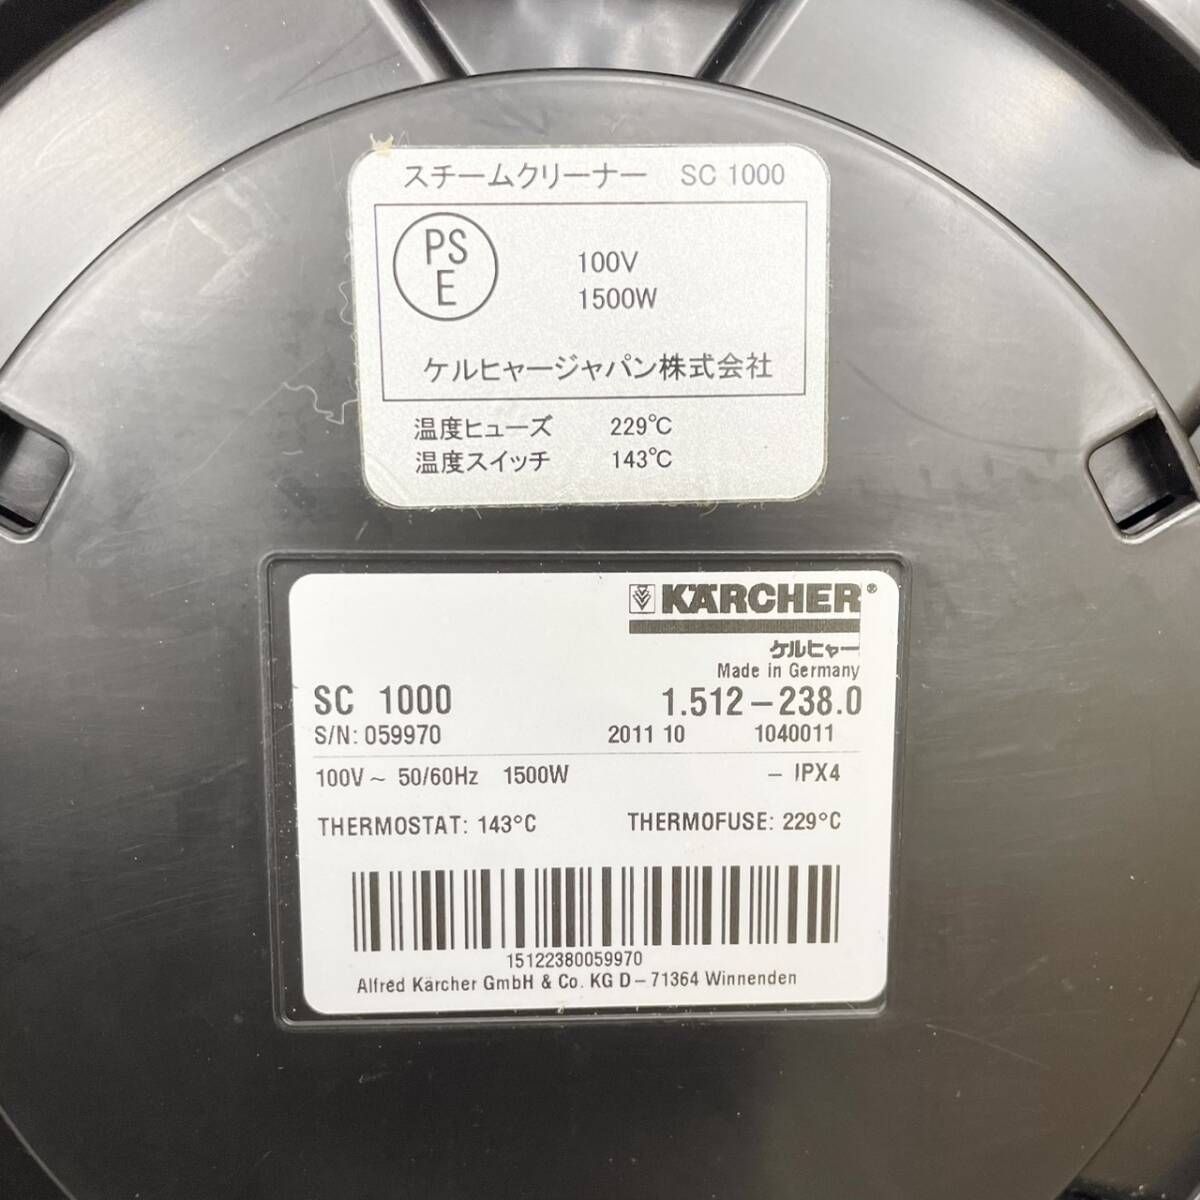 スチームクリーナー SC 1000
PS
E
100V
1500W
ケルヒャージャパン株式会社
温度ヒューズ 229℃
温度スイッチ 143℃
KÄRCHER®
ケルヒャー
Made in Germany
SC 1000 1.512-238.0
S/N: 059970 2011 10 1040011
100V~ 50/60Hz 1500W - IPX4
THERMOSTAT: 143°C THERMOFUSE: 229°C
15122380059970
Alfred Kärcher GmbH & Co. KG D-71364 Winnenden